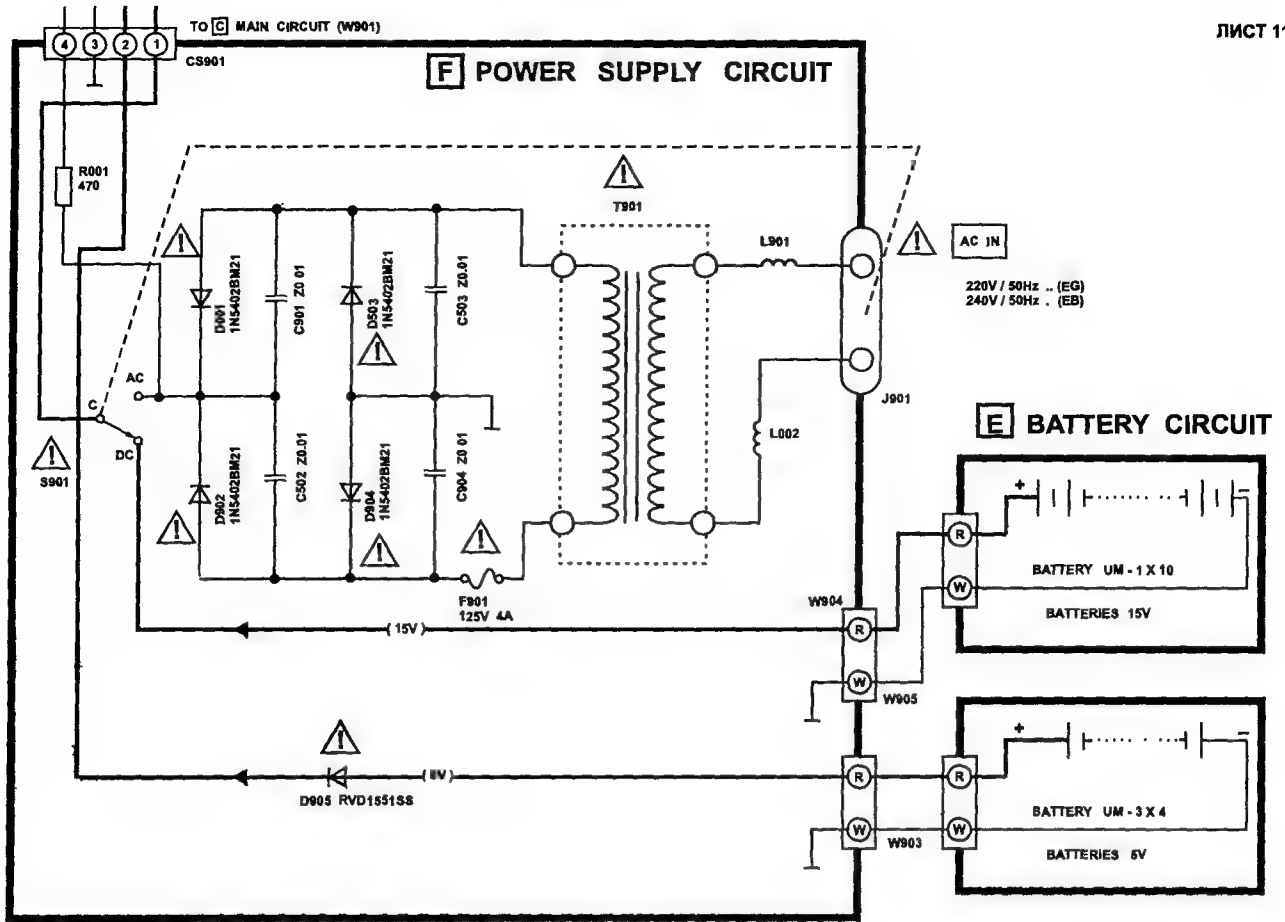 TO C MAIN CIRCUIT (W901)
ЛИСТ 11
4 3 2 1
CS901
F POWER SUPPLY CIRCUIT
R001
470
T901
L901
AC IN
220V / 50Hz .. (EG)
240V / 50Hz . (EB)
D001
1N5402BM21
C901 Z0 01
D503
1N5402BM21
C503 Z0.01
AC
C
DC
S901
J901
L002
D902
1N5402BM21
C502 Z0.01
D904
1N5402BM21
C904 Z0 01
F901
125V 4A
E BATTERY CIRCUIT
+ -
R
BATTERY UM - 1 X 10
W
BATTERIES 15V
W904
(15V)
R
W
W905
+ -
R
R
D905 RVD1551SS
BATTERY UM - 3 X 4
W
W903
W
BATTERIES 6V